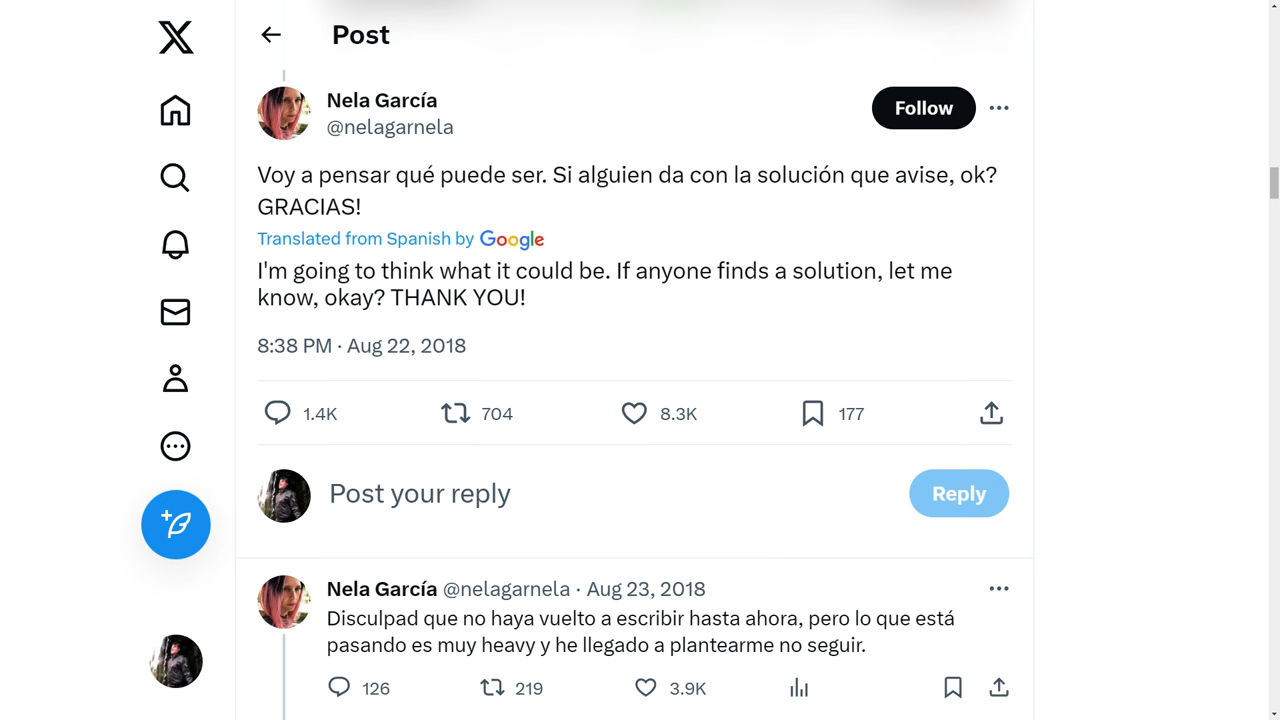 Post
Nela García
@nelagarnela
Follow
Voy a pensar qué puede ser. Si alguien da con la solución que avise, ok?
GRACIAS!
Translated from Spanish by Google
I'm going to think what it could be. If anyone finds a solution, let me
know, okay? THANK YOU!
8:38 PM · Aug 22, 2018
1.4K 704 8.3K 177
Post your reply
Reply
Nela García @nelagarnela · Aug 23, 2018
Disculpad que no haya vuelto a escribir hasta ahora, pero lo que está
pasando es muy heavy y he llegado a plantearme no seguir.
126 219 3.9K